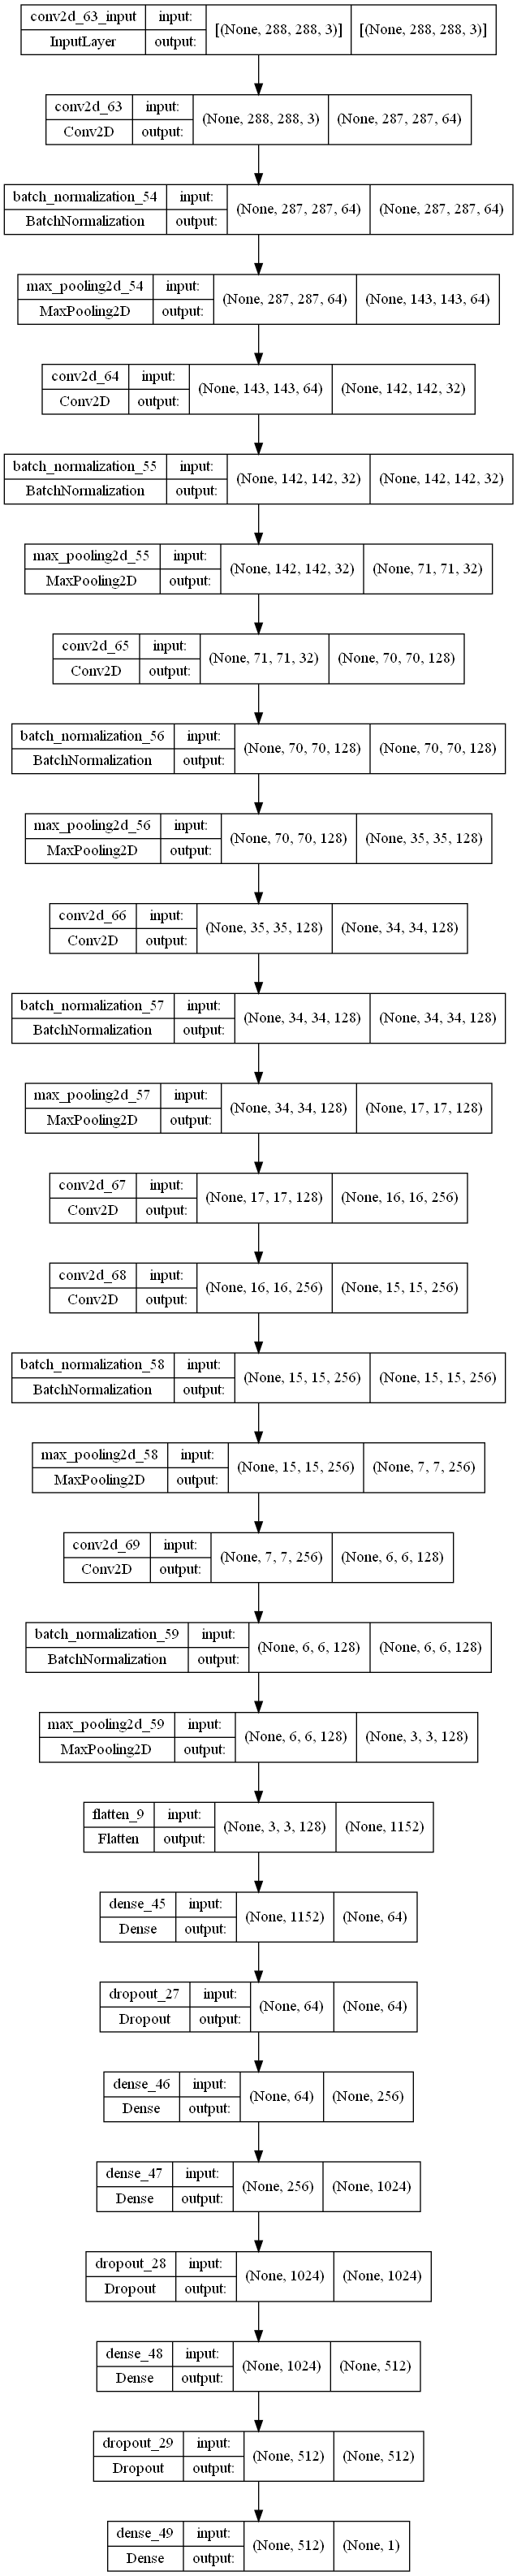 conv2d_63_input input: [(None, 288, 288, 3)] [(None, 288, 288, 3)]
InputLayer output:
conv2d_63 input: (None, 288, 288, 3) (None, 287, 287, 64)
Conv2D output:
batch_normalization_54 input: (None, 287, 287, 64) (None, 287, 287, 64)
BatchNormalization output:
max_pooling2d_54 input: (None, 287, 287, 64) (None, 143, 143, 64)
MaxPooling2D output:
conv2d_64 input: (None, 143, 143, 64) (None, 142, 142, 32)
Conv2D output:
batch_normalization_55 input: (None, 142, 142, 32) (None, 142, 142, 32)
BatchNormalization output:
max_pooling2d_55 input: (None, 142, 142, 32) (None, 71, 71, 32)
MaxPooling2D output:
conv2d_65 input: (None, 71, 71, 32) (None, 70, 70, 128)
Conv2D output:
batch_normalization_56 input: (None, 70, 70, 128) (None, 70, 70, 128)
BatchNormalization output:
max_pooling2d_56 input: (None, 70, 70, 128) (None, 35, 35, 128)
MaxPooling2D output:
conv2d_66 input: (None, 35, 35, 128) (None, 34, 34, 128)
Conv2D output:
batch_normalization_57 input: (None, 34, 34, 128) (None, 34, 34, 128)
BatchNormalization output:
max_pooling2d_57 input: (None, 34, 34, 128) (None, 17, 17, 128)
MaxPooling2D output:
conv2d_67 input: (None, 17, 17, 128) (None, 16, 16, 256)
Conv2D output:
conv2d_68 input: (None, 16, 16, 256) (None, 15, 15, 256)
Conv2D output:
batch_normalization_58 input: (None, 15, 15, 256) (None, 15, 15, 256)
BatchNormalization output:
max_pooling2d_58 input: (None, 15, 15, 256) (None, 7, 7, 256)
MaxPooling2D output:
conv2d_69 input: (None, 7, 7, 256) (None, 6, 6, 128)
Conv2D output:
batch_normalization_59 input: (None, 6, 6, 128) (None, 6, 6, 128)
BatchNormalization output:
max_pooling2d_59 input: (None, 6, 6, 128) (None, 3, 3, 128)
MaxPooling2D output:
flatten_9 input: (None, 3, 3, 128) (None, 1152)
Flatten output:
dense_45 input: (None, 1152) (None, 64)
Dense output:
dropout_27 input: (None, 64) (None, 64)
Dropout output:
dense_46 input: (None, 64) (None, 256)
Dense output:
dense_47 input: (None, 256) (None, 1024)
Dense output:
dropout_28 input: (None, 1024) (None, 1024)
Dropout output:
dense_48 input: (None, 1024) (None, 512)
Dense output:
dropout_29 input: (None, 512) (None, 512)
Dropout output:
dense_49 input: (None, 512) (None, 1)
Dense output: